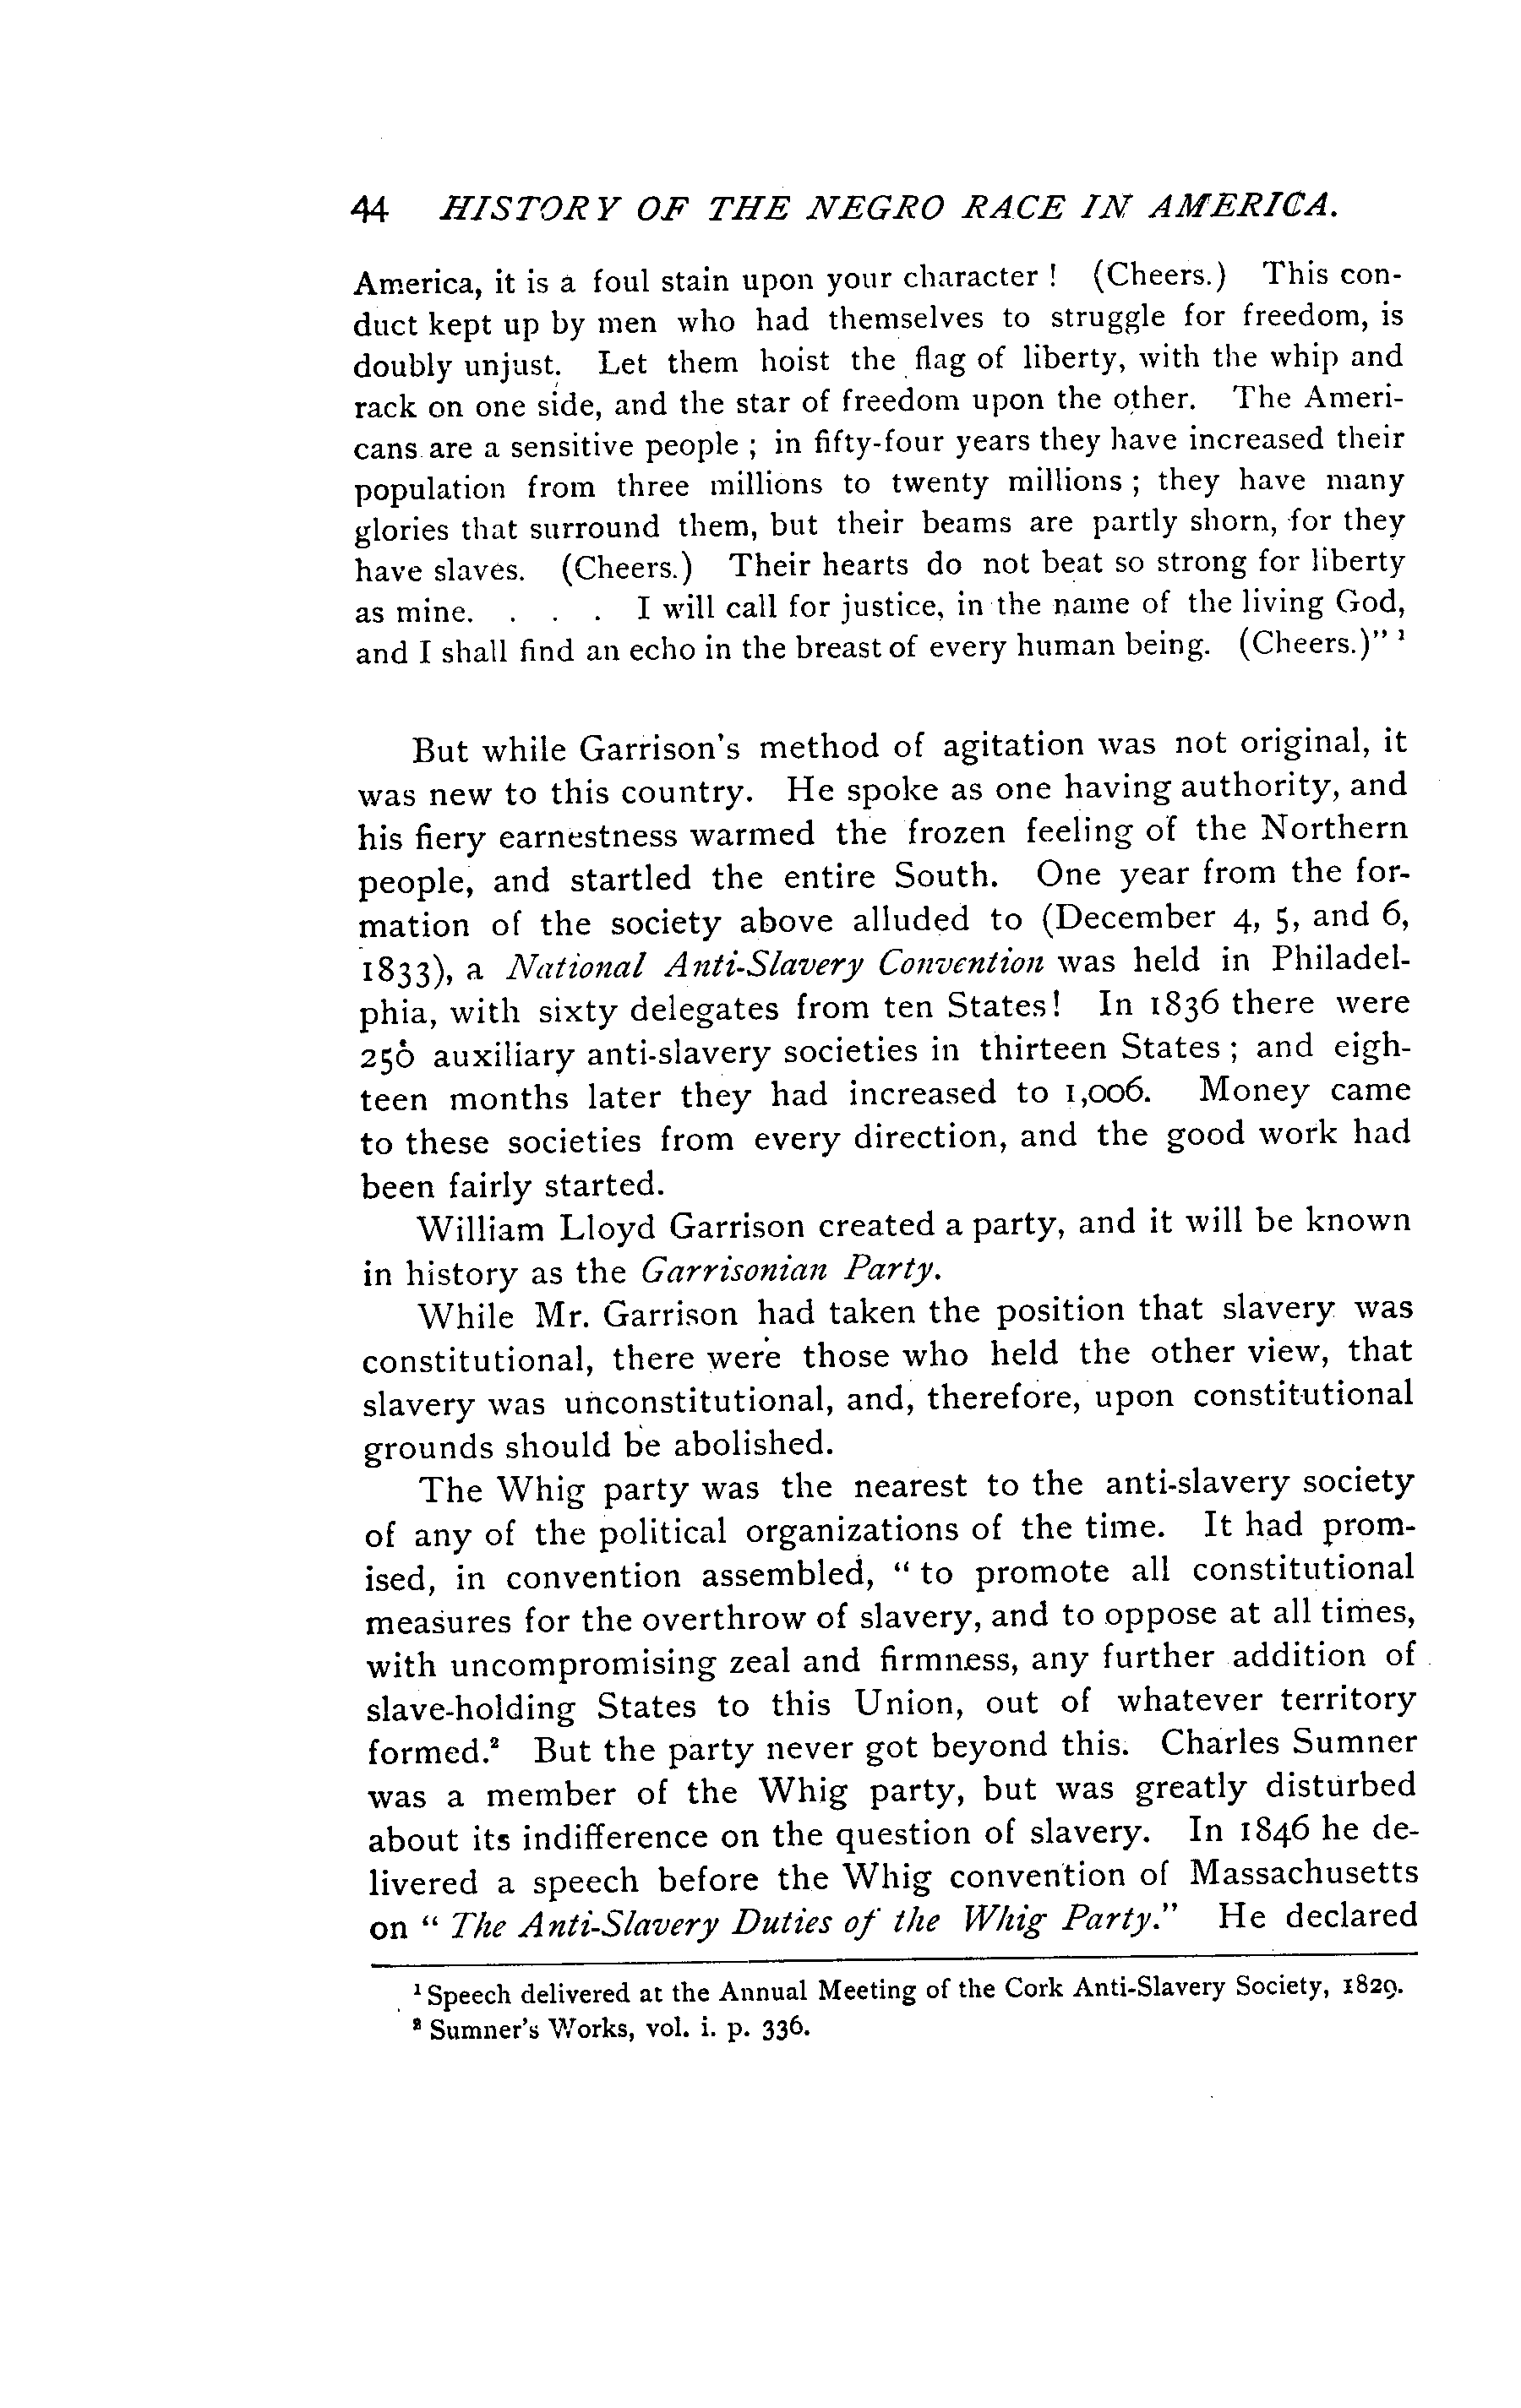 44 HISTORY OF THE NEGRO RACE IN AMERICA.
America, it is a foul stain upon your character ! (Cheers.) This con-
duct kept up by men who had themselves to struggle for freedom, is
doubly unjust. Let them hoist the flag of liberty, with the whip and
rack on one side, and the star of freedom upon the other. The Ameri-
cans are a sensitive people ; in fifty-four years they have increased their
population from three millions to twenty millions ; they have many
glories that surround them, but their beams are partly shorn, for they
have slaves. (Cheers.) Their hearts do not beat so strong for liberty
as mine. . . . I will call for justice, in the name of the living God,
and I shall find an echo in the breast of every human being. (Cheers.)" ¹
But while Garrison's method of agitation was not original, it
was new to this country. He spoke as one having authority, and
his fiery earnestness warmed the frozen feeling of the Northern
people, and startled the entire South. One year from the for-
mation of the society above alluded to (December 4, 5, and 6,
1833), a National Anti-Slavery Convention was held in Philadel-
phia, with sixty delegates from ten States! In 1836 there were
250 auxiliary anti-slavery societies in thirteen States ; and eigh-
teen months later they had increased to 1,006. Money came
to these societies from every direction, and the good work had
been fairly started.
William Lloyd Garrison created a party, and it will be known
in history as the Garrisonian Party.
While Mr. Garrison had taken the position that slavery was
constitutional, there were those who held the other view, that
slavery was unconstitutional, and, therefore, upon constitutional
grounds should be abolished.
The Whig party was the nearest to the anti-slavery society
of any of the political organizations of the time. It had prom-
ised, in convention assembled, " to promote all constitutional
measures for the overthrow of slavery, and to oppose at all times,
with uncompromising zeal and firmness, any further addition of
slave-holding States to this Union, out of whatever territory
formed.² But the party never got beyond this. Charles Sumner
was a member of the Whig party, but was greatly disturbed
about its indifference on the question of slavery. In 1846 he de-
livered a speech before the Whig convention of Massachusetts
on " The Anti-Slavery Duties of the Whig Party." He declared
¹ Speech delivered at the Annual Meeting of the Cork Anti-Slavery Society, 1829.
² Sumner's Works, vol. i. p. 336.